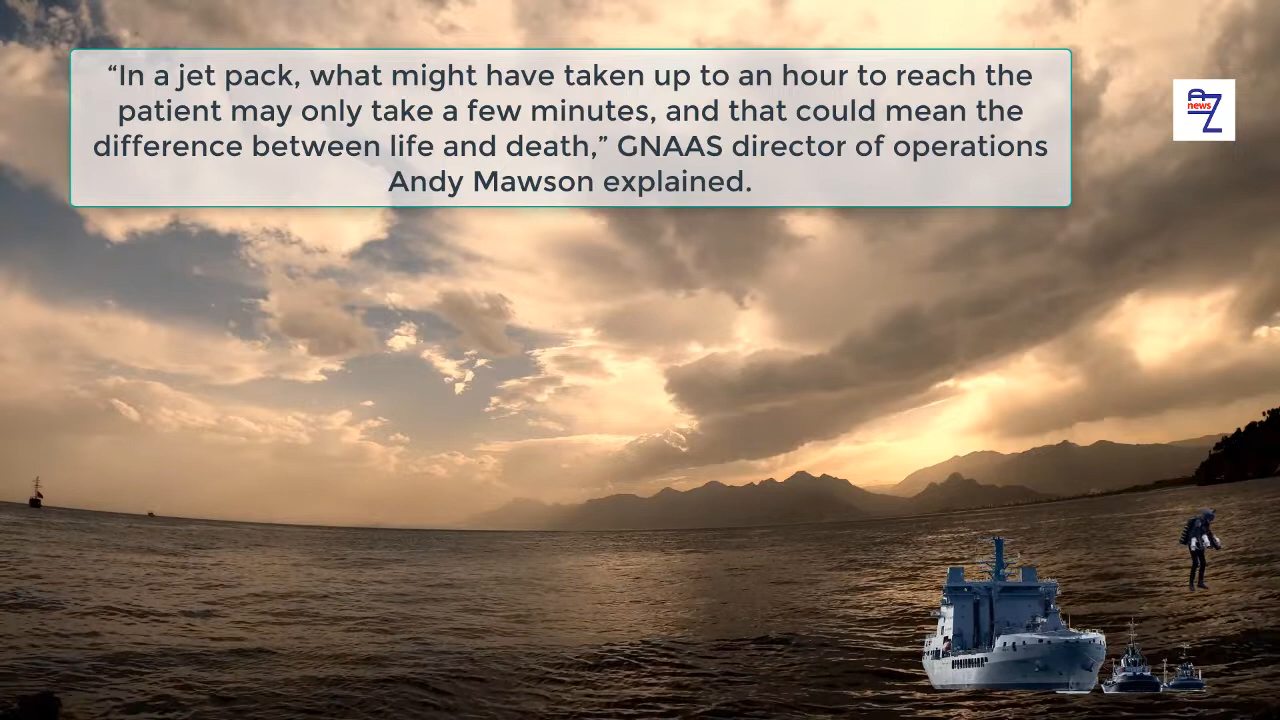 “In a jet pack, what might have taken up to an hour to reach the
patient may only take a few minutes, and that could mean the
difference between life and death,” GNAAS director of operations
Andy Mawson explained.
news